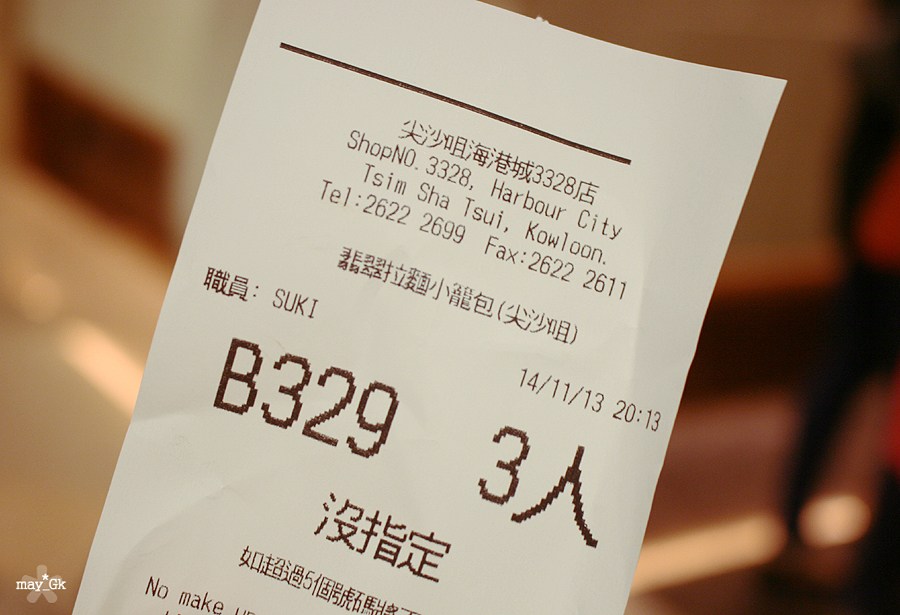 尖沙咀海港城3328店
ShopNO.3328, Harbour City
Tsim Sha Tsui, Kowloon.
Tel:2622 2699 Fax:2622 2611
翡翠拉麵小籠包(尖沙咀)
職員: SUKI
14/11/13 20:13
B329
3人
沒指定
如超過5個號碼
No make
may*Gk